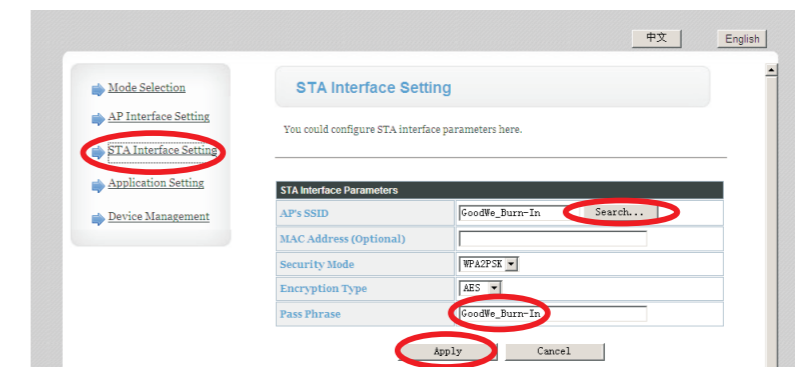 中文 English
Mode Selection
AP Interface Setting
STA Interface Setting
Application Setting
Device Management
STA Interface Setting
You could configure STA interface parameters here.
STA Interface Parameters
AP's SSID GoodWe_Burn-In Search...
MAC Address (Optional)
Security Mode WPA2PSK
Encryption Type AES
Pass Phrase GoodWe_Burn-In
Apply Cancel